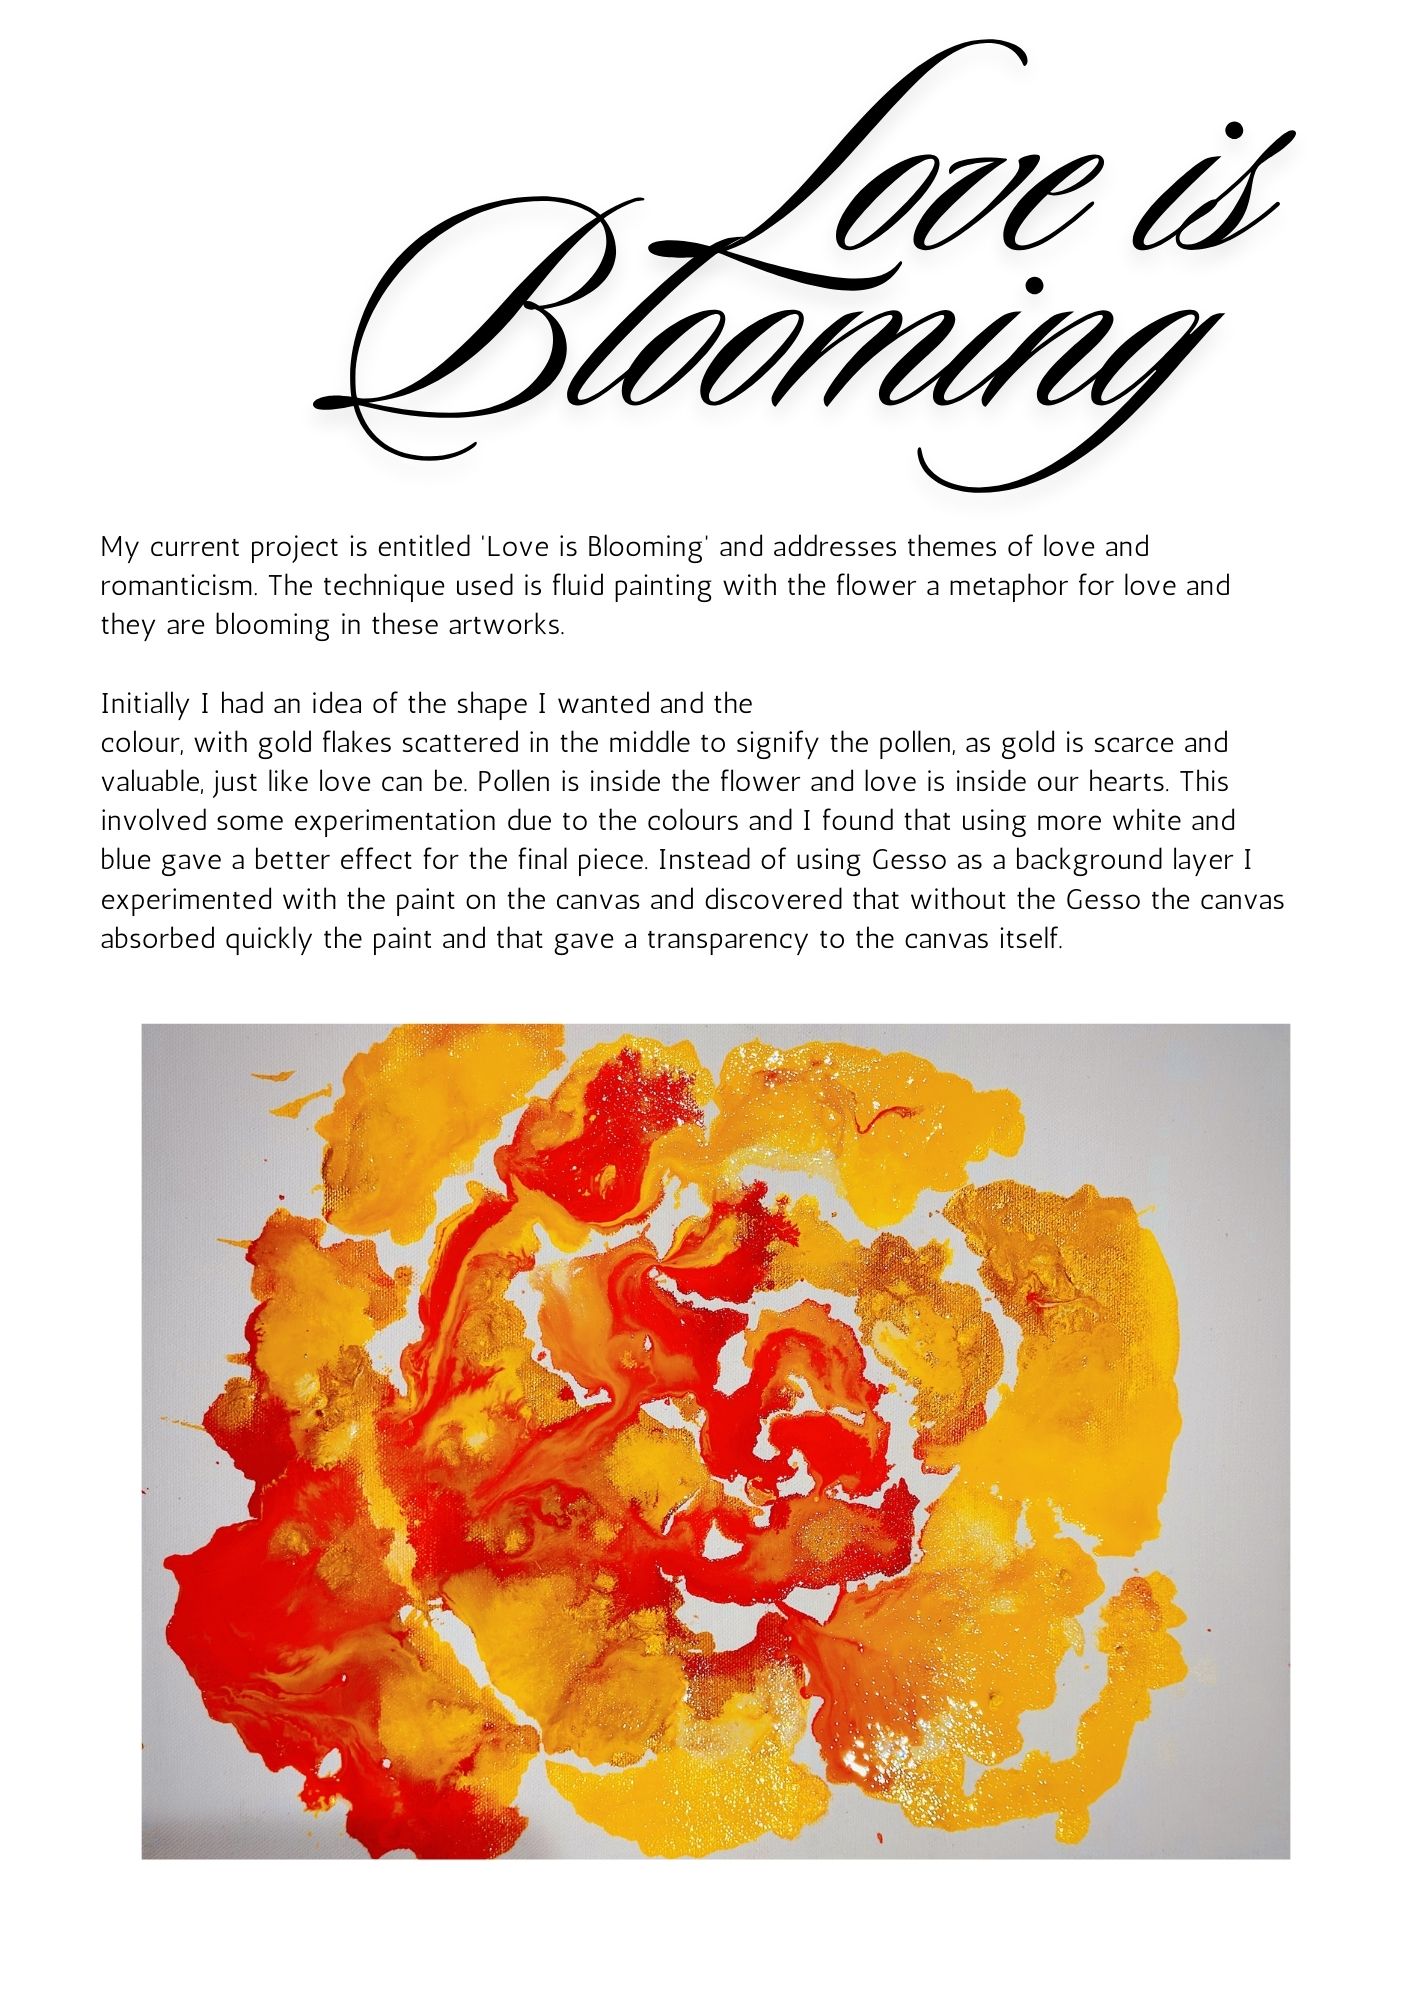 Love is
Blooming
My current project is entitled 'Love is Blooming' and addresses themes of love and
romanticism. The technique used is fluid painting with the flower a metaphor for love and
they are blooming in these artworks.
Initially I had an idea of the shape I wanted and the
colour, with gold flakes scattered in the middle to signify the pollen, as gold is scarce and
valuable, just like love can be. Pollen is inside the flower and love is inside our hearts. This
involved some experimentation due to the colours and I found that using more white and
blue gave a better effect for the final piece. Instead of using Gesso as a background layer I
experimented with the paint on the canvas and discovered that without the Gesso the canvas
absorbed quickly the paint and that gave a transparency to the canvas itself.